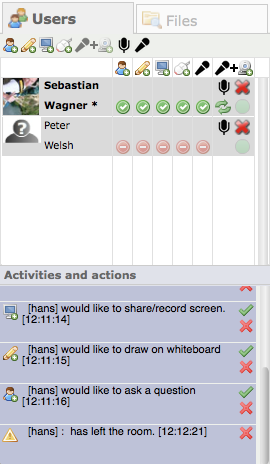 Users
Files
Sebastian
Wagner *
Peter
Welsh
Activities and actions
[hans] would like to share/record screen.
[12:11:14]
[hans] would like to draw on whiteboard
[12:11:15]
[hans] would like to ask a question
[12:11:16]
[hans] : has left the room. [12:12:21]